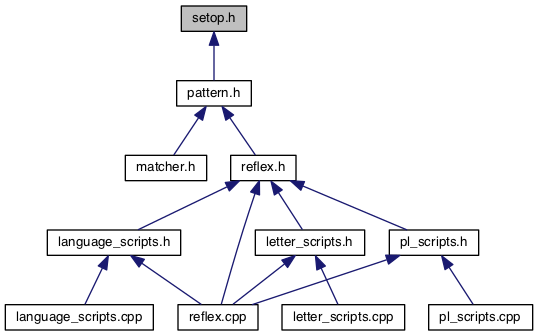 setop.h
pattern.h
matcher.h
reflex.h
language_scripts.h
letter_scripts.h
pl_scripts.h
language_scripts.cpp
reflex.cpp
letter_scripts.cpp
pl_scripts.cpp